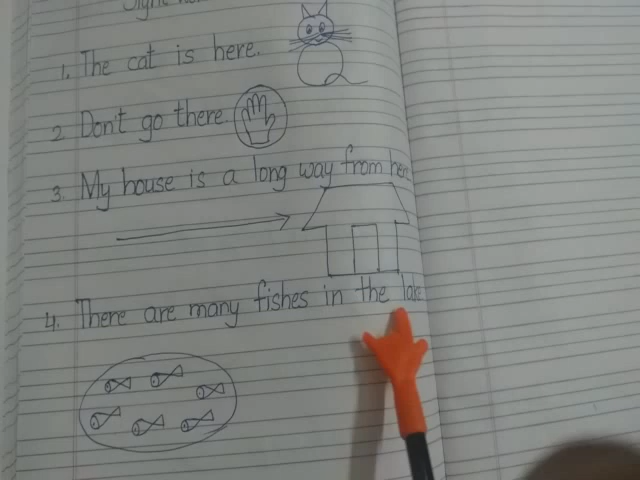 1. The cat is here.
2 Don't go there
3. My house is a long way from here
4. There are many fishes in the lake